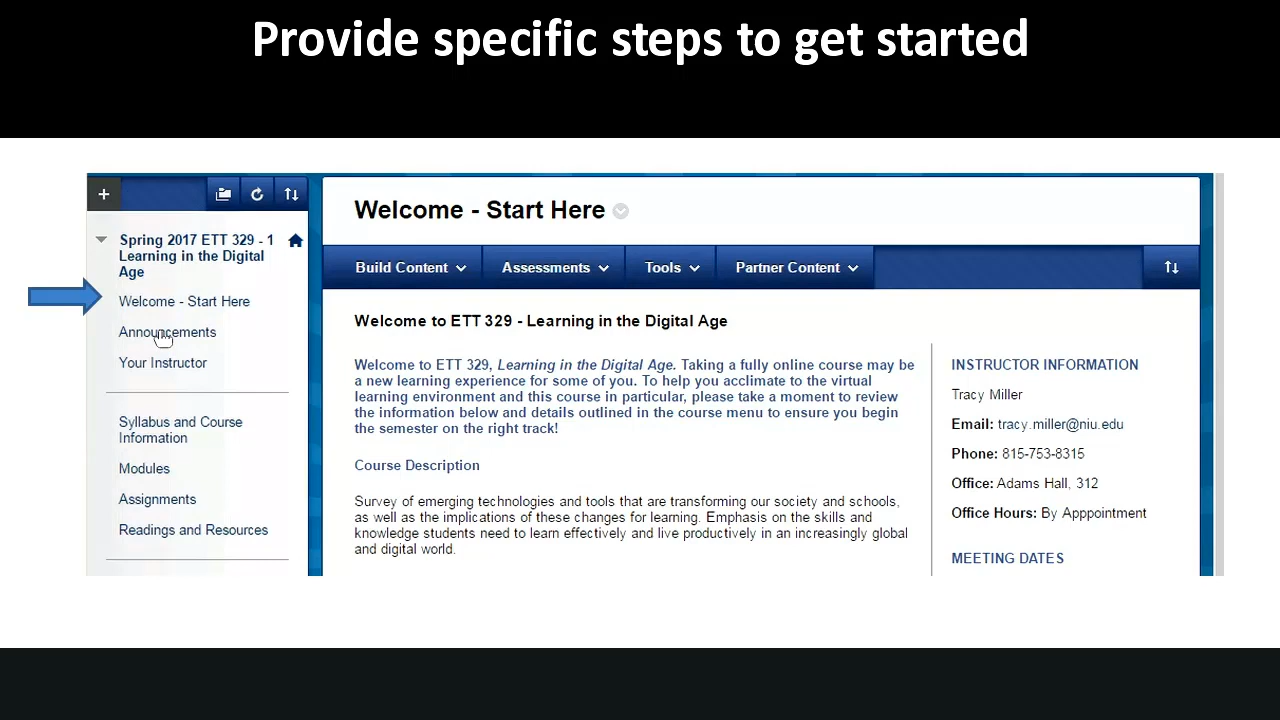 Provide specific steps to get started
Spring 2017 ETT 329 - 1
Learning in the Digital
Age
Welcome - Start Here
Announcements
Your Instructor
Syllabus and Course
Information
Modules
Assignments
Readings and Resources
Welcome - Start Here
Build Content
Assessments
Tools
Partner Content
Welcome to ETT 329 - Learning in the Digital Age
Welcome to ETT 329, Learning in the Digital Age. Taking a fully online course may be
a new learning experience for some of you. To help you acclimate to the virtual
learning environment and this course in particular, please take a moment to review
the information below and details outlined in the course menu to ensure you begin
the semester on the right track!
Course Description
Survey of emerging technologies and tools that are transforming our society and schools,
as well as the implications of these changes for learning. Emphasis on the skills and
knowledge students need to learn effectively and live productively in an increasingly global
and digital world.
INSTRUCTOR INFORMATION
Tracy Miller
Email: tracy.miller@niu.edu
Phone: 815-753-8315
Office: Adams Hall, 312
Office Hours: By Apppointment
MEETING DATES